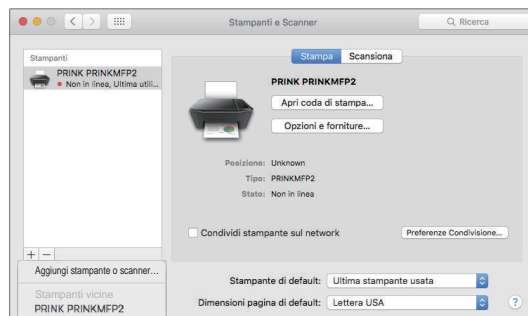 Stampanti e Scanner
Ricerca
Stampanti
PRINK PRINKMFP2
Non in linea, Ultima utili...
Stampa Scansiona
PRINK PRINKMFP2
Apri coda di stampa...
Opzioni e forniture...
Posizione: Unknown
Tipo: PRINKMFP2
Stato: Non in linea
Condividi stampante sul network
Preferenze Condivisione...
+ −
Aggiungi stampante o scanner...
Stampanti vicine
PRINK PRINKMFP2
Stampante di default: Ultima stampante usata
Dimensioni pagina di default: Lettera USA
?